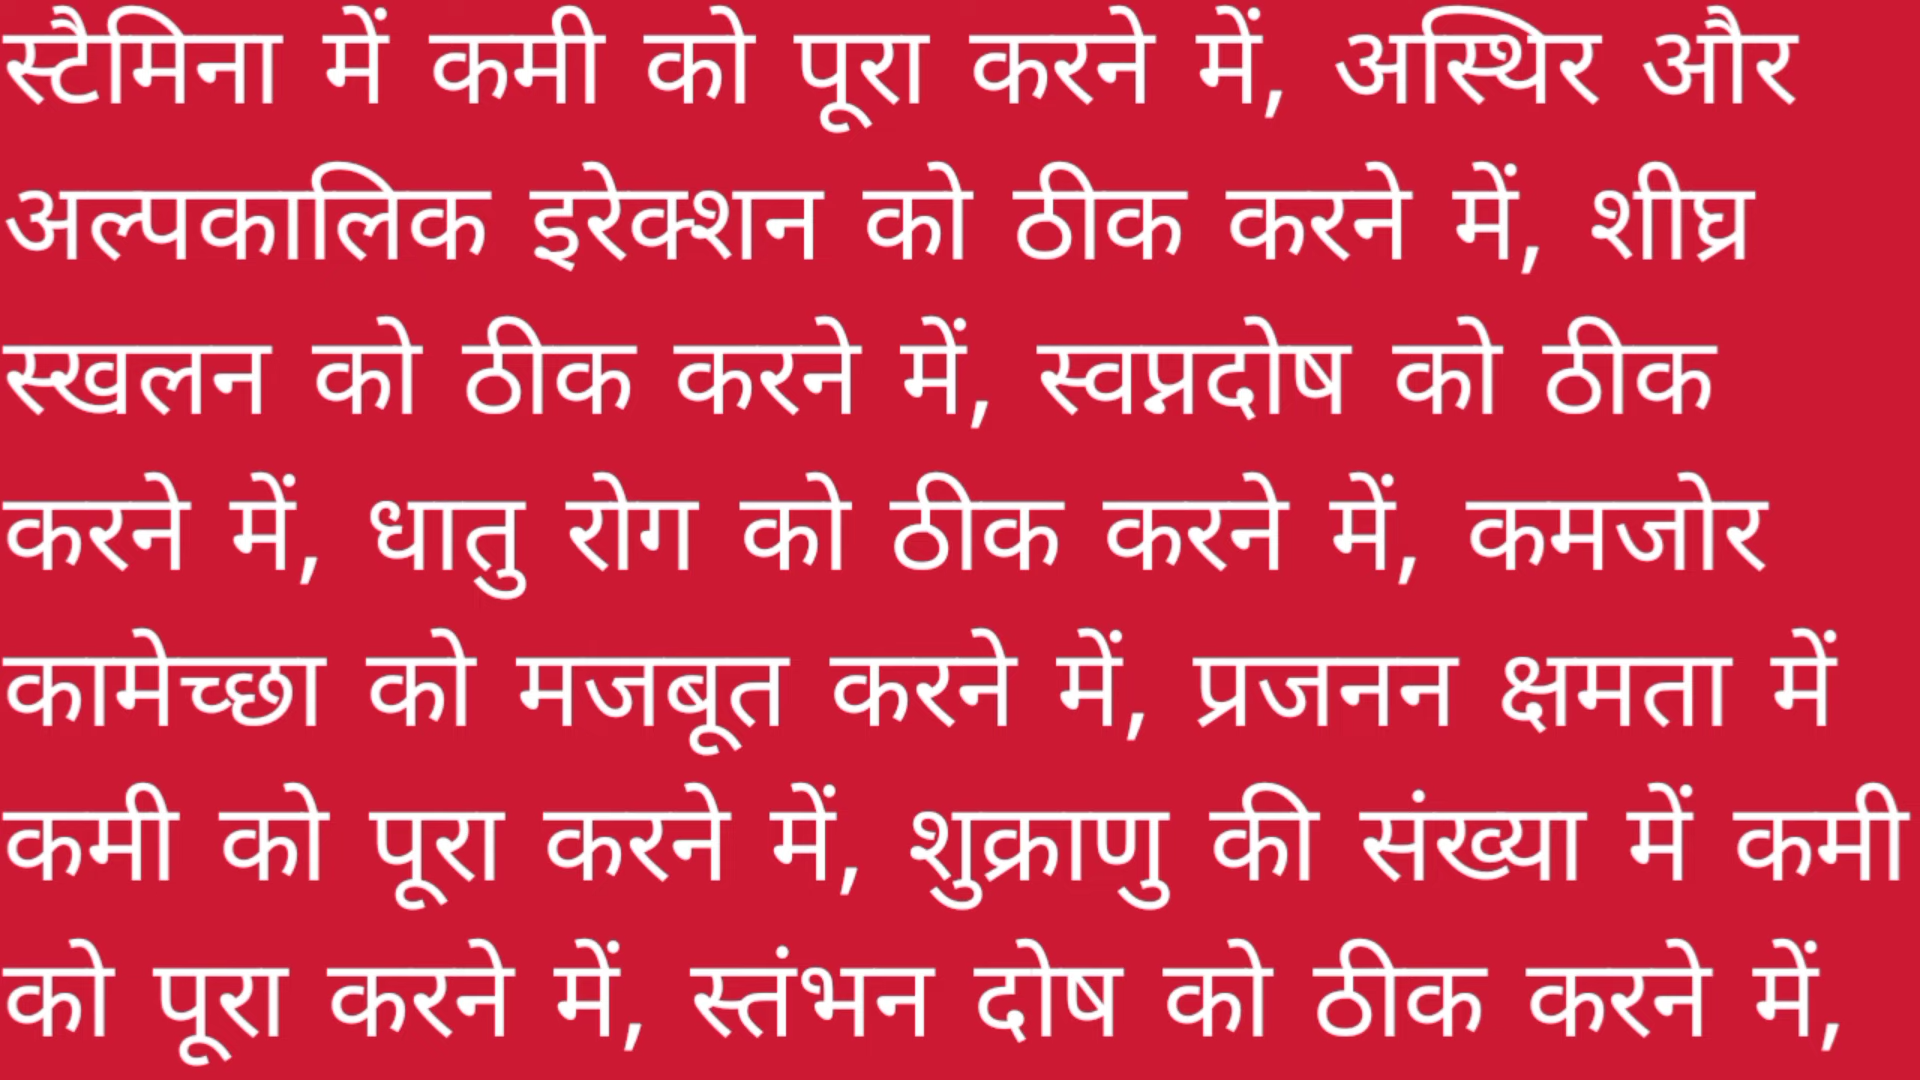 स्टैमिना में कमी को पूरा करने में, अस्थिर और
अल्पकालिक इरेक्शन को ठीक करने में, शीघ्र
स्खलन को ठीक करने में, स्वप्नदोष को ठीक
करने में, धातु रोग को ठीक करने में, कमजोर
कामेच्छा को मजबूत करने में, प्रजनन क्षमता में
कमी को पूरा करने में, शुक्राणु की संख्या में कमी
को पूरा करने में, स्तंभन दोष को ठीक करने में,